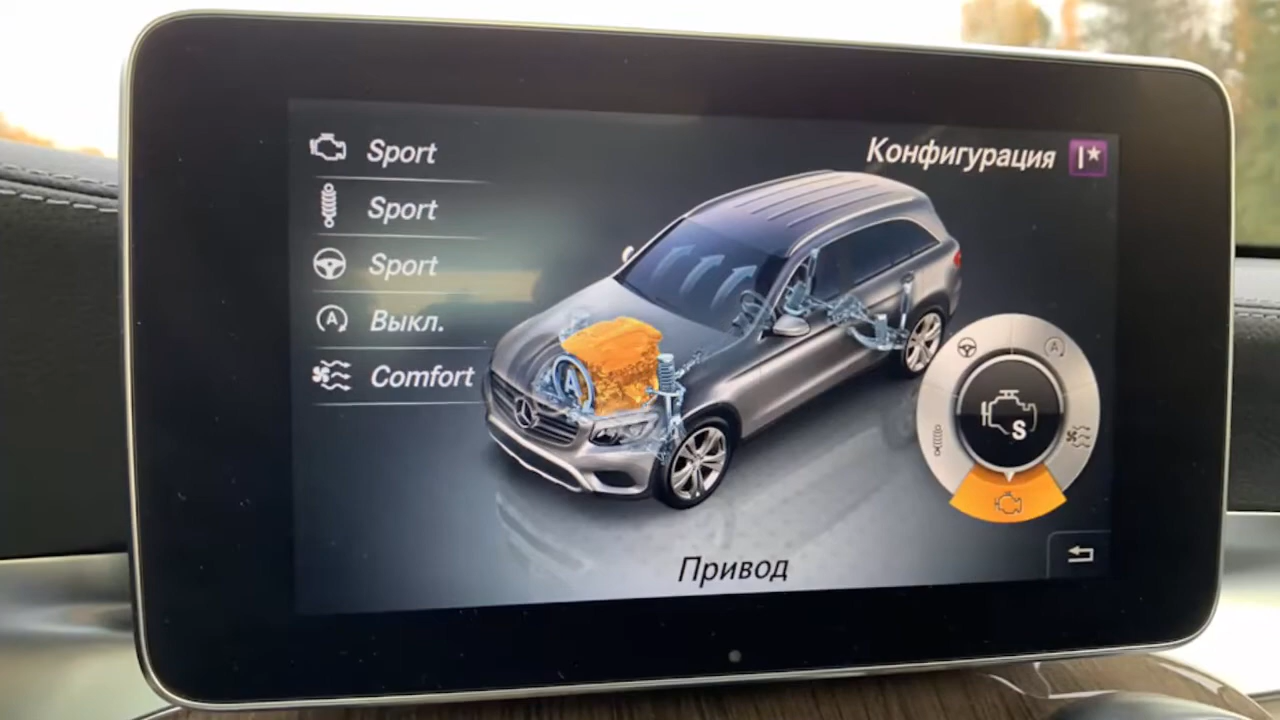 Sport
Конфигурация
I★
Sport
Sport
A
Выкл.
Comfort
A
A
S
Привод